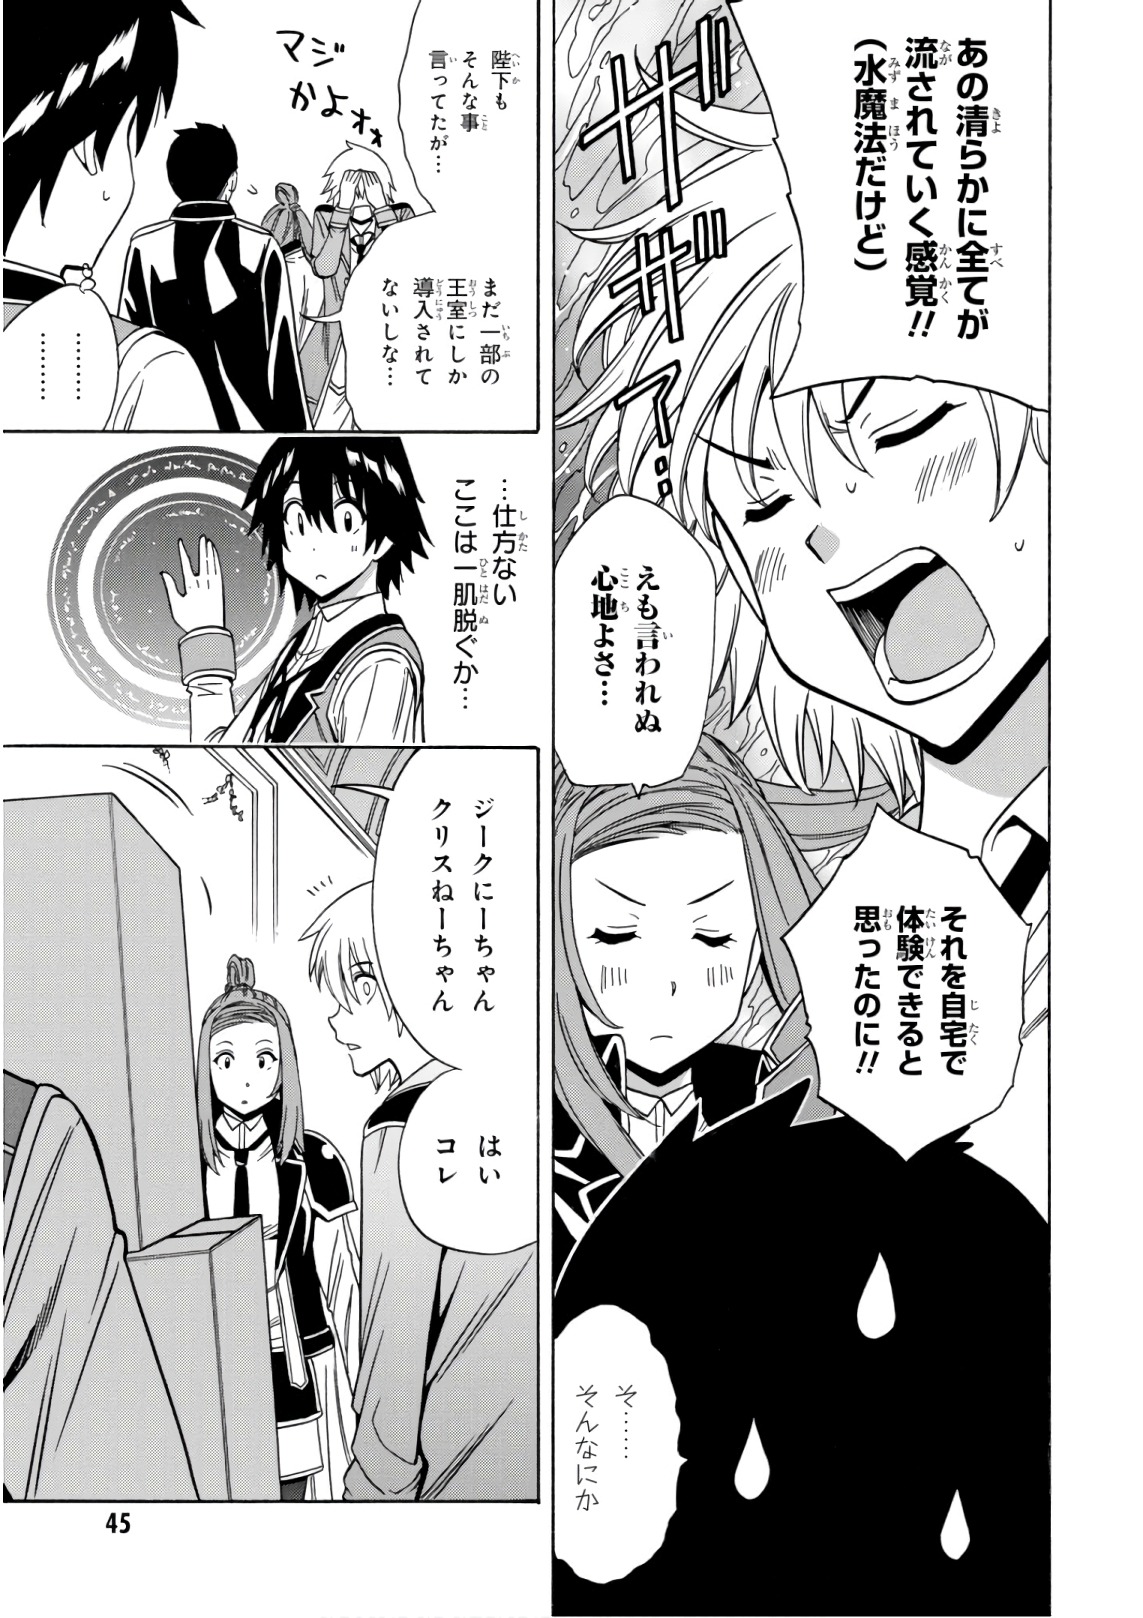 あの清らかに全てが
流されていく感覚!!
(水魔法だけど)
ザザザザァ…
えも言われぬ
心地よさ…
それを自宅で
体験できると
思ったのに!!
そ……
そんなにか
陛下も
そんな事
言ってたが…
マジ
かよォォ
まだ一部の
王室にしか
導入されて
ないしな…
………
………
…仕方ない
ここは一肌脱ぐか…
ジークにーちゃん
クリスねーちゃん
はい
コレ
45